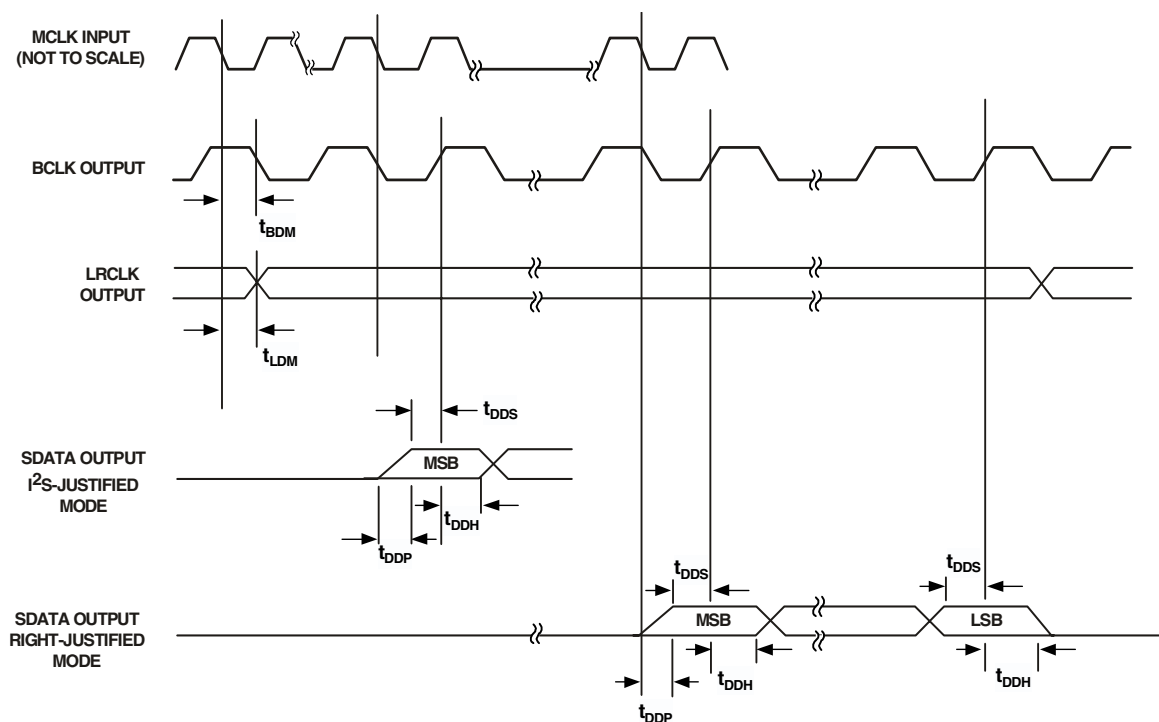 MCLK INPUT
(NOT TO SCALE)
BCLK OUTPUT
tBDM
LRCLK
OUTPUT
tLDM
tDDS
SDATA OUTPUT
I²S-JUSTIFIED
MODE
MSB
tDDH
tDDP
tDDS
tDDS
SDATA OUTPUT
RIGHT-JUSTIFIED
MODE
MSB
LSB
tDDH
tDDH
tDDP